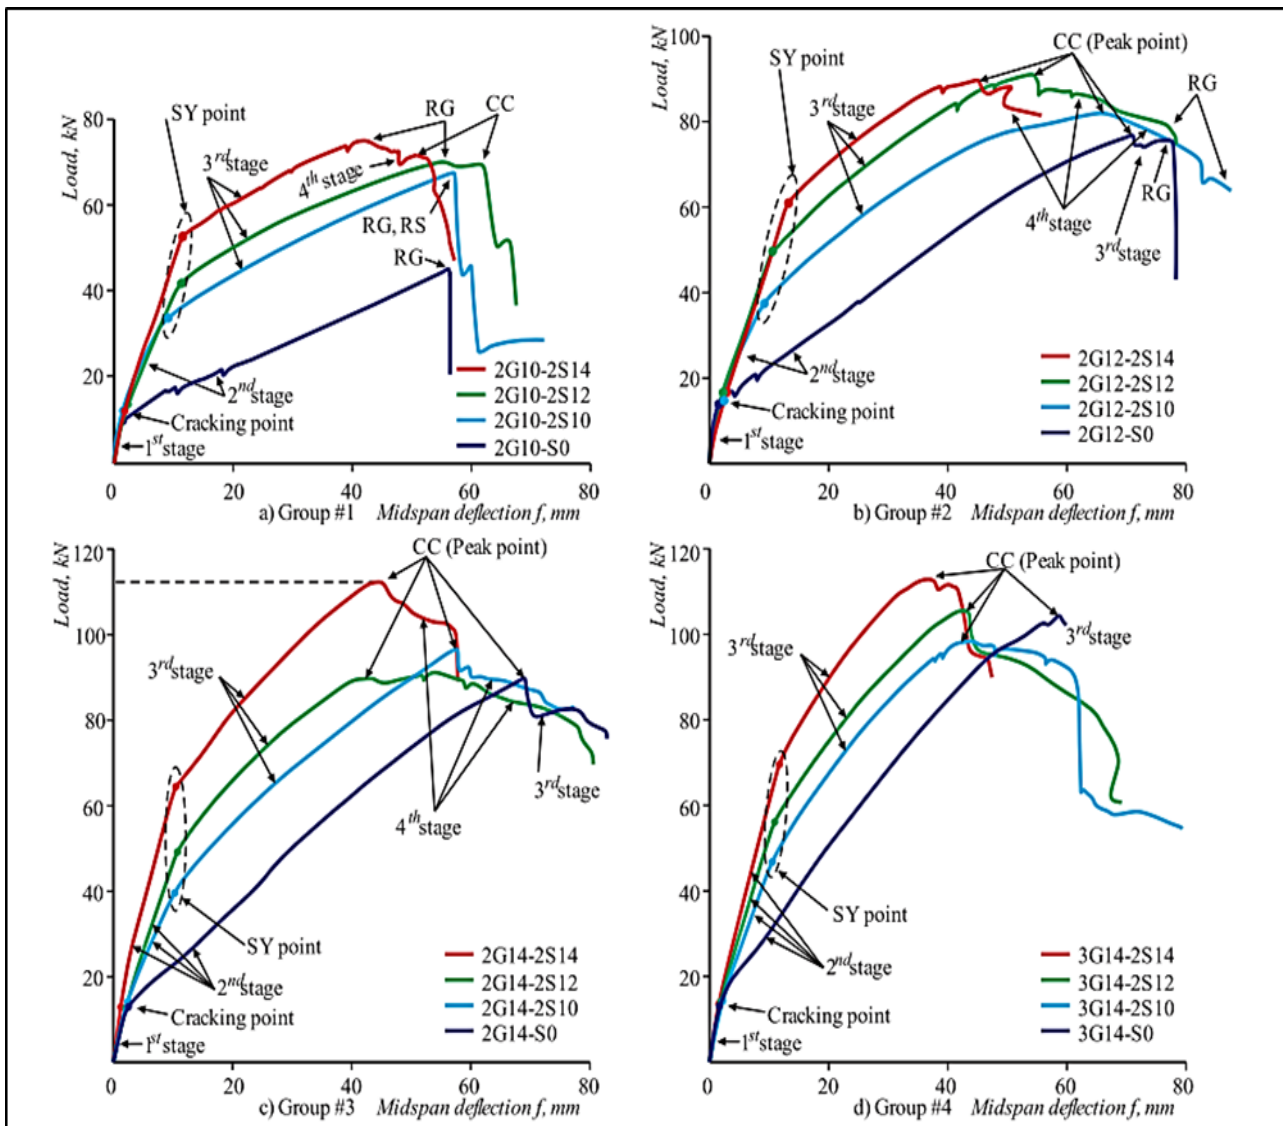 Load, kN
80
60
40
20
0
20
40
60
80
SY point
RG
CC
3rd stage
4th stage
RG, RS
RG
2nd stage
Cracking point
1st stage
2G10-2S14
2G10-2S12
2G10-2S10
2G10-S0
a) Group #1 Midspan deflection f, mm
Load, kN
100
80
60
40
20
0
20
40
60
80
CC (Peak point)
SY point
RG
3rd stage
4th stage
RG
3rd stage
2nd stage
Cracking point
1st stage
2G12-2S14
2G12-2S12
2G12-2S10
2G12-S0
b) Group #2 Midspan deflection f, mm
Load, kN
120
100
80
60
40
20
0
20
40
60
80
CC (Peak point)
3rd stage
3rd stage
4th stage
SY point
2nd stage
Cracking point
1st stage
2G14-2S14
2G14-2S12
2G14-2S10
2G14-S0
c) Group #3 Midspan deflection f, mm
Load, kN
120
100
80
60
40
20
0
20
40
60
80
CC (Peak point)
3rd stage
3rd stage
SY point
2nd stage
Cracking point
1st stage
3G14-2S14
3G14-2S12
3G14-2S10
3G14-S0
d) Group #4 Midspan deflection f, mm